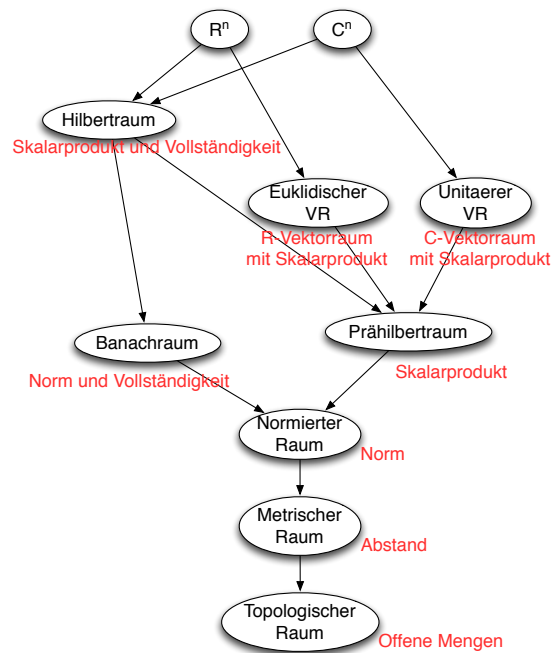 Rⁿ
Cⁿ
Hilbertraum
Skalarprodukt und Vollständigkeit
Euklidischer
VR
R-Vektorraum
mit Skalarprodukt
Unitaerer
VR
C-Vektorraum
mit Skalarprodukt
Banachraum
Norm und Vollständigkeit
Prähilbertraum
Skalarprodukt
Normierter
Raum
Norm
Metrischer
Raum
Abstand
Topologischer
Raum
Offene Mengen